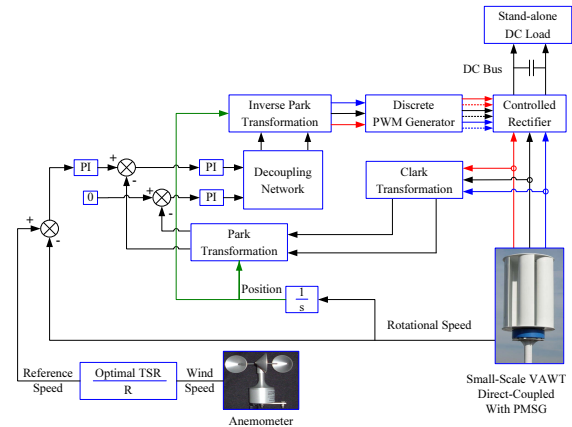 Stand-alone
DC Load
DC Bus
Inverse Park
Transformation
Discrete
PWM Generator
Controlled
Rectifier
PI
+
-
PI
Decoupling
Network
0
+
-
PI
Clark
Transformation
+
-
Park
Transformation
Position
1
s
Rotational Speed
Reference
Speed
Optimal TSR
R
Wind
Speed
Anemometer
Small-Scale VAWT
Direct-Coupled
With PMSG